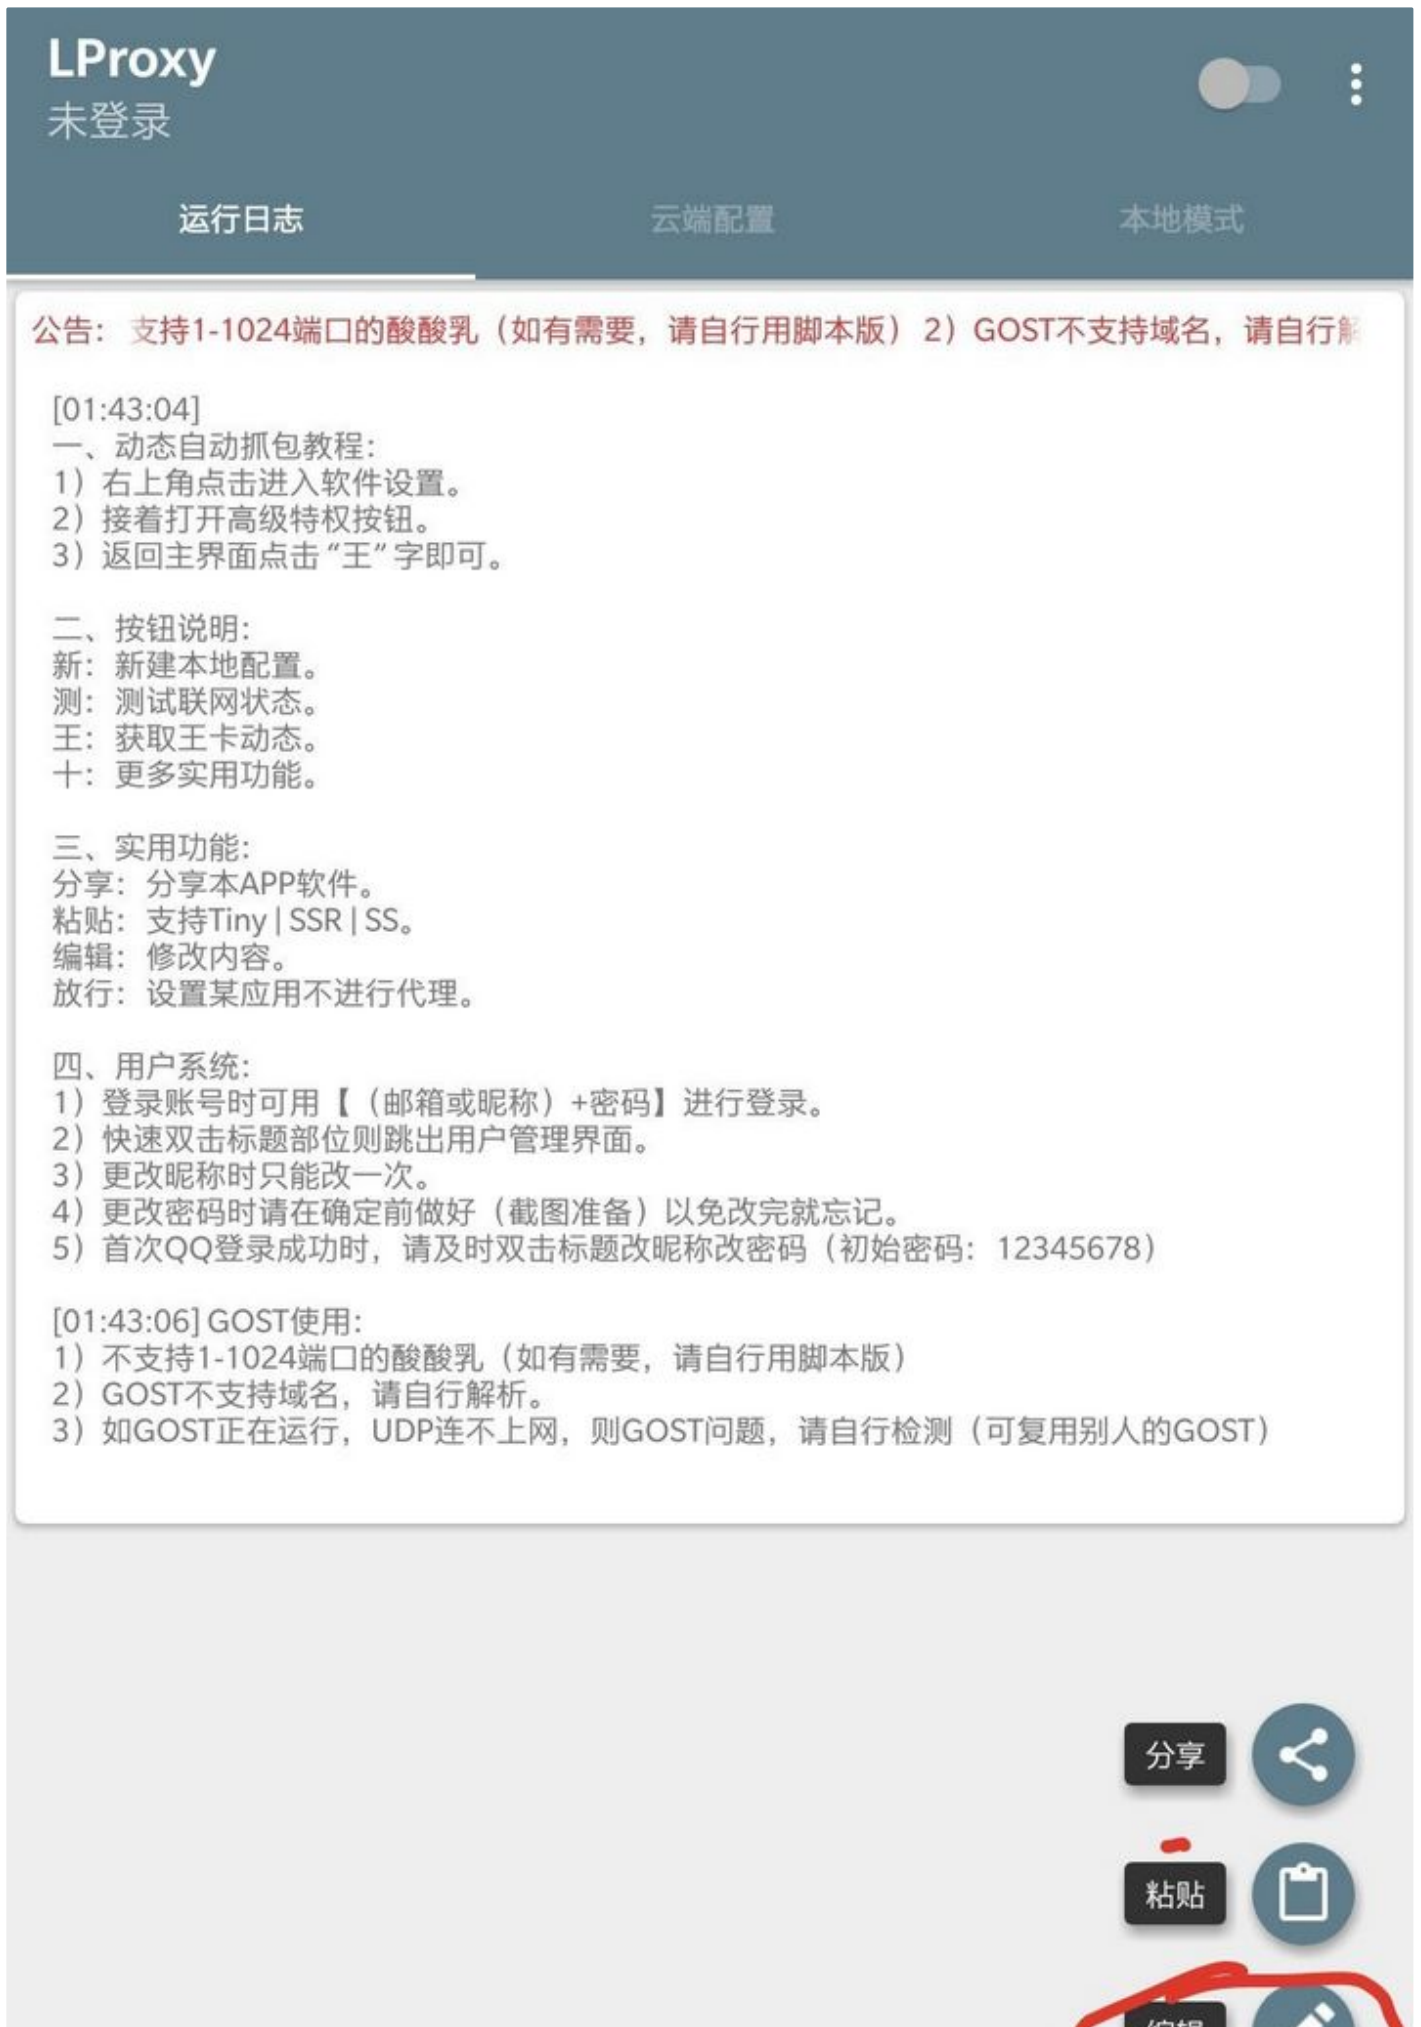 LProxy
未登录
运行日志 云端配置 本地模式
公告： 支持1-1024端口的酸酸乳（如有需要，请自行用脚本版）2）GOST不支持域名，请自行解
[01:43:04]
一、动态自动抓包教程：
1）右上角点击进入软件设置。
2）接着打开高级特权按钮。
3）返回主界面点击“王”字即可。
二、按钮说明：
新：新建本地配置。
测：测试联网状态。
王：获取王卡动态。
十：更多实用功能。
三、实用功能：
分享：分享本APP软件。
粘贴：支持Tiny|SSR|SS。
编辑：修改内容。
放行：设置某应用不进行代理。
四、用户系统：
1）登录账号时可用【（邮箱或昵称）+密码】进行登录。
2）快速双击标题部位则跳出用户管理界面。
3）更改昵称时只能改一次。
4）更改密码时请在确定前做好（截图准备）以免改完就忘记。
5）首次QQ登录成功时，请及时双击标题改昵称改密码（初始密码：12345678）
[01:43:06] GOST使用：
1）不支持1-1024端口的酸酸乳（如有需要，请自行用脚本版）
2）GOST不支持域名，请自行解析。
3）如GOST正在运行，UDP连不上网，则GOST问题，请自行检测（可复用别人的GOST）
分享
粘贴
编辑